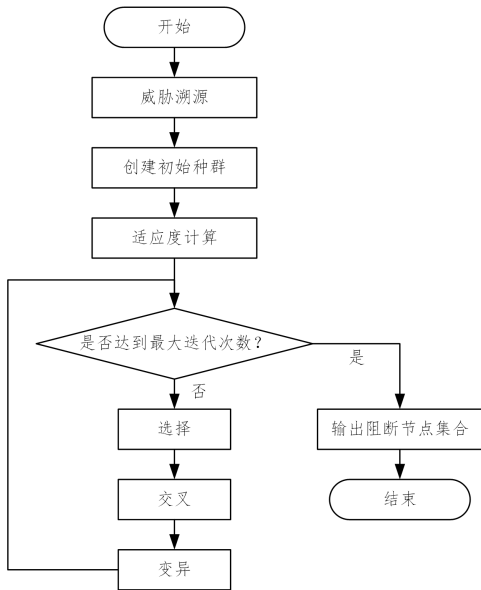 开始
威胁溯源
创建初始种群
适应度计算
是否达到最大迭代次数？
是
否
选择
输出阻断节点集合
交叉
结束
变异